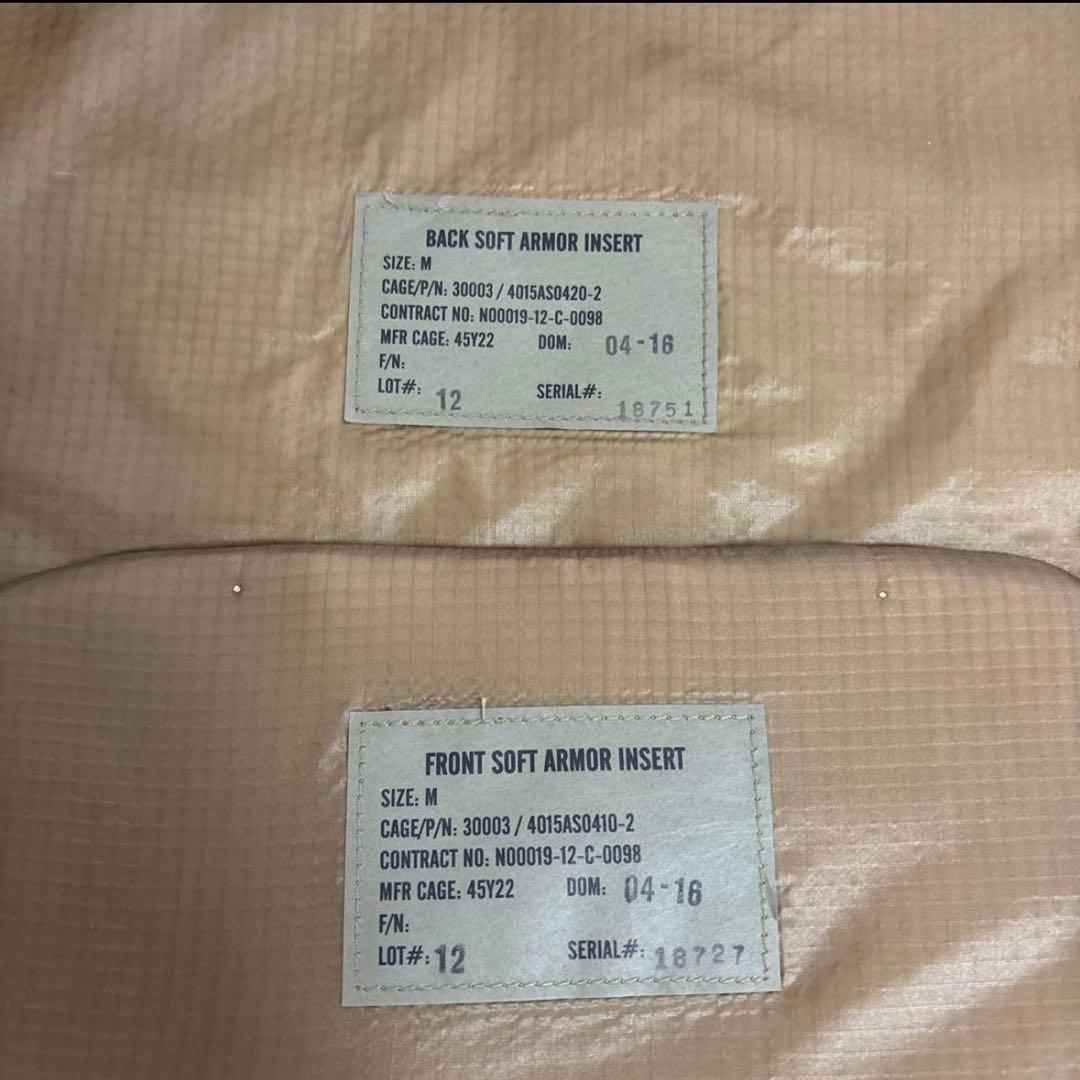 BACK SOFT ARMOR INSERT
SIZE: M
CAGE/P/N: 30003 / 4015AS0420-2
CONTRACT NO: N00019-12-C-0098
MFR CAGE: 45Y22 DOM: 04-16
F/N:
LOT#: 12 SERIAL#: 18751
FRONT SOFT ARMOR INSERT
SIZE: M
CAGE/P/N: 30003 / 4015AS0410-2
CONTRACT NO: N00019-12-C-0098
MFR CAGE: 45Y22 DOM: 04-16
F/N:
LOT#: 12 SERIAL#: 18727